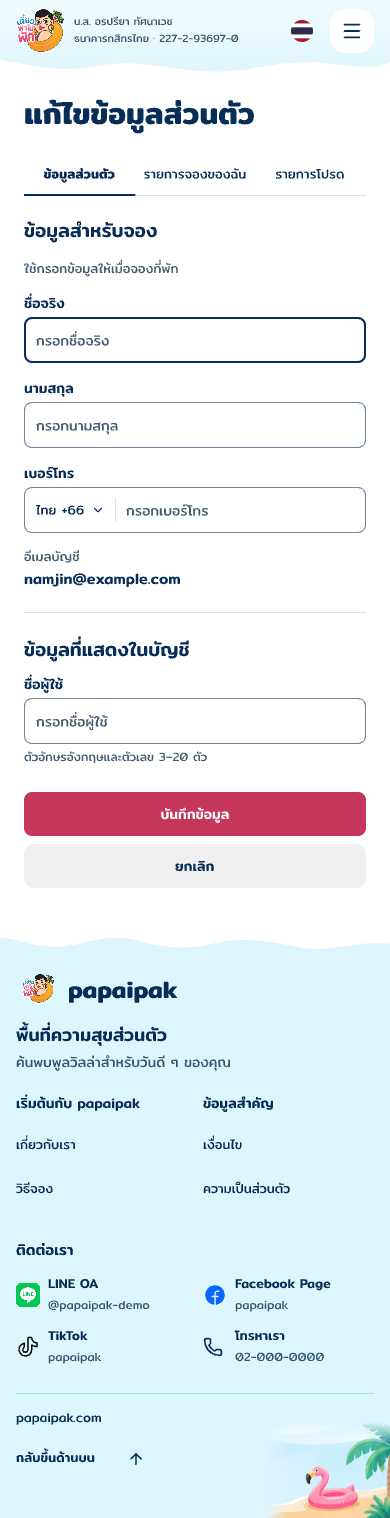 เที่ยว
พาไป
พัก
น.ส. อรปรียา ทัศนาเวช
ธนาคารกสิกรไทย · 227-2-93697-0
แก้ไขข้อมูลส่วนตัว
ข้อมูลส่วนตัว รายการจองของฉัน รายการโปรด
ข้อมูลสำหรับจอง
ใช้กรอกข้อมูลให้เมื่อจองที่พัก
ชื่อจริง
กรอกชื่อจริง
นามสกุล
กรอกนามสกุล
เบอร์โทร
ไทย +66 กรอกเบอร์โทร
อีเมลบัญชี
namjin@example.com
ข้อมูลที่แสดงในบัญชี
ชื่อผู้ใช้
กรอกชื่อผู้ใช้
ตัวอักษรอังกฤษและตัวเลข 3–20 ตัว
บันทึกข้อมูล
ยกเลิก
papaipak
พื้นที่ความสุขส่วนตัว
ค้นพบพูลวิลล่าสำหรับวันดี ๆ ของคุณ
เริ่มต้นกับ papaipak ข้อมูลสำคัญ
เกี่ยวกับเรา เงื่อนไข
วิธีจอง ความเป็นส่วนตัว
ติดต่อเรา
LINE OA Facebook Page
@papaipak-demo papaipak
TikTok โทรหาเรา
papaipak 02-000-0000
papaipak.com
กลับขึ้นด้านบน